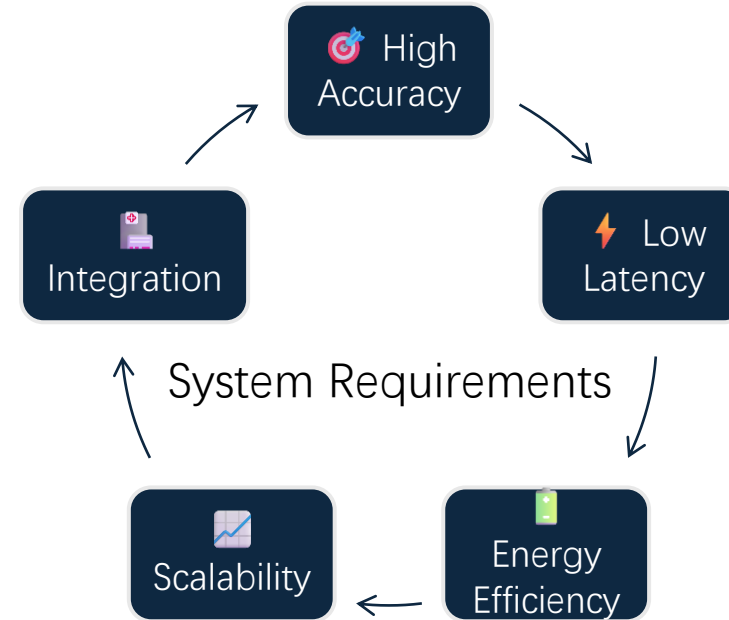 🎯 High
Accuracy
⚡ Low
Latency
🔋
Energy
Efficiency
📈
Scalability
🏥
Integration
System Requirements